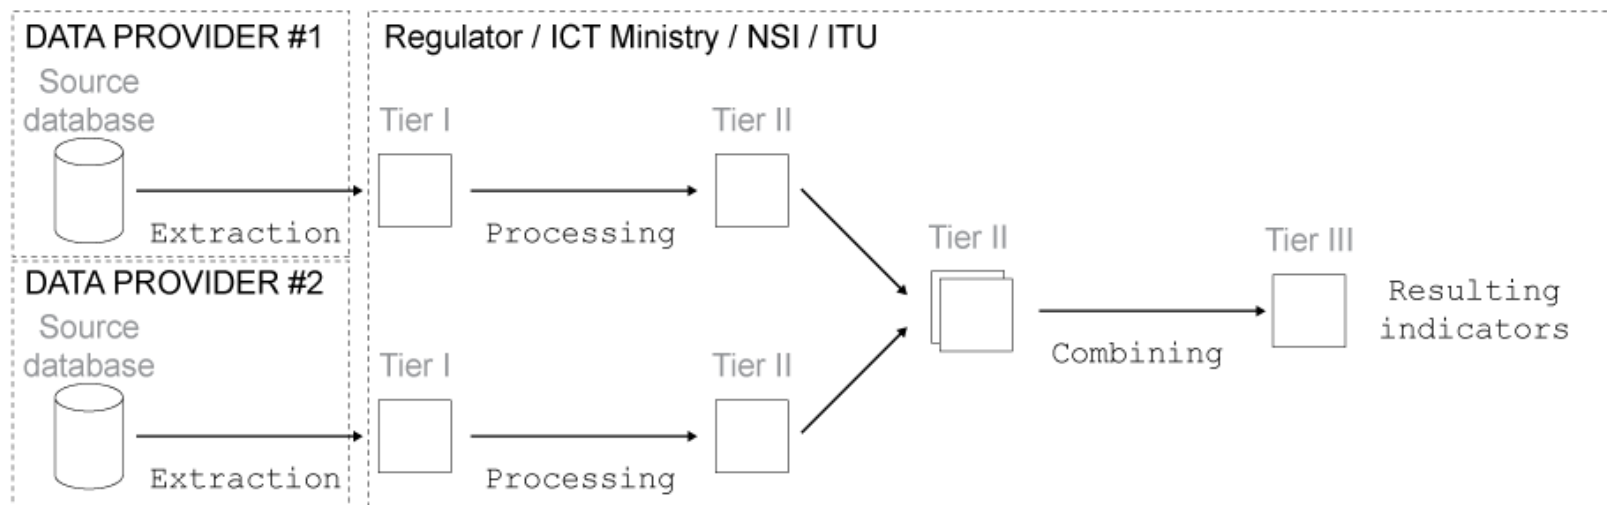 DATA PROVIDER #1
Regulator / ICT Ministry / NSI / ITU
Source
database
Tier I
Tier II
Extraction
Processing
Tier II
Tier III
Resulting
indicators
Combining
DATA PROVIDER #2
Source
database
Tier I
Tier II
Extraction
Processing